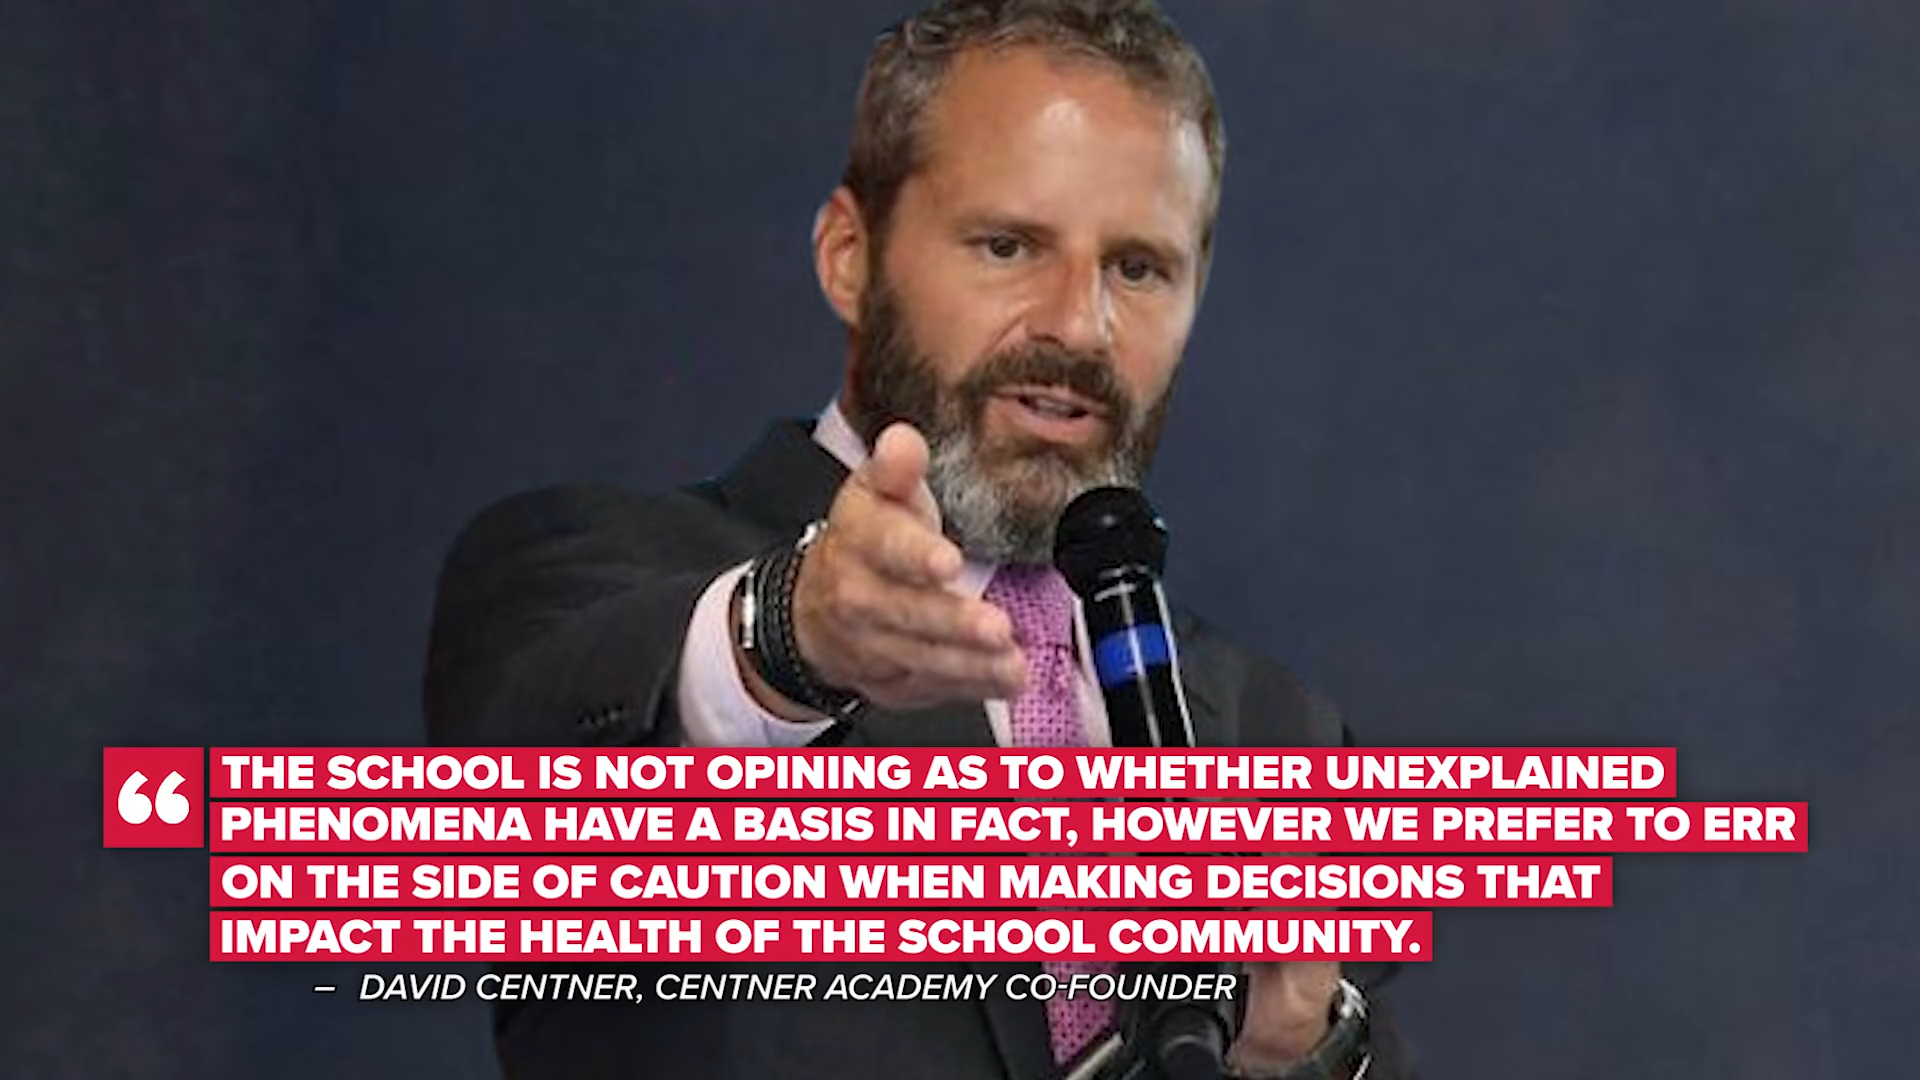 “ THE SCHOOL IS NOT OPINING AS TO WHETHER UNEXPLAINED
PHENOMENA HAVE A BASIS IN FACT, HOWEVER WE PREFER TO ERR
ON THE SIDE OF CAUTION WHEN MAKING DECISIONS THAT
IMPACT THE HEALTH OF THE SCHOOL COMMUNITY.
– DAVID CENTNER, CENTNER ACADEMY CO-FOUNDER